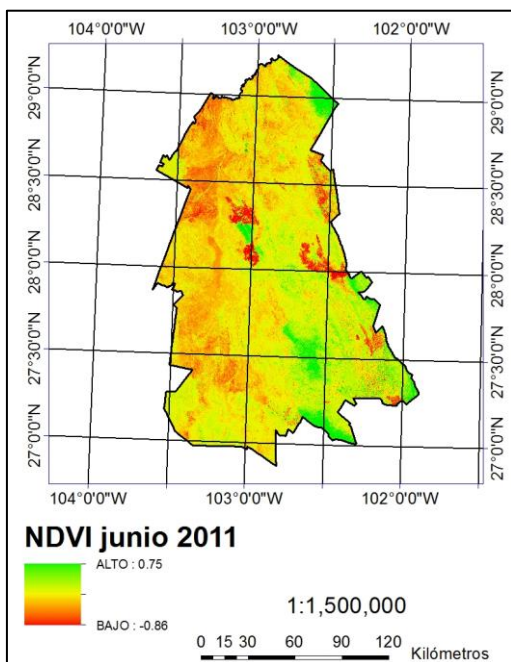 104°0'0"W 103°0'0"W 102°0'0"W
29°0'0"N 29°0'0"N
28°30'0"N 28°30'0"N
28°0'0"N 28°0'0"N
27°30'0"N 27°30'0"N
27°0'0"N 27°0'0"N
104°0'0"W 103°0'0"W 102°0'0"W
NDVI junio 2011
ALTO : 0.75
BAJO : -0.86
1:1,500,000
0 15 30 60 90 120 Kilómetros